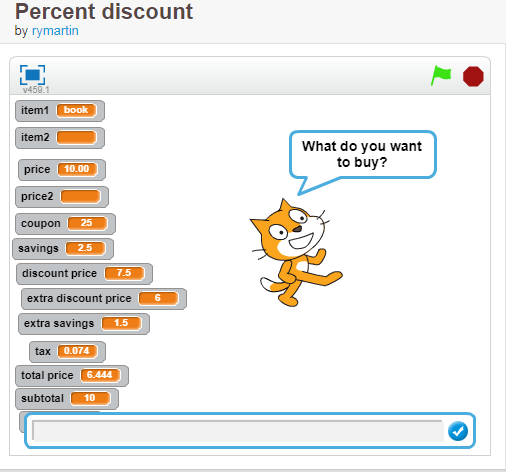 Percent discount
by rymartin
v459.1
item1 book
item2
price 10.00
price2
coupon 25
savings 2.5
discount price 7.5
extra discount price 6
extra savings 1.5
tax 0.074
total price 6.444
subtotal 10
What do you want
to buy?